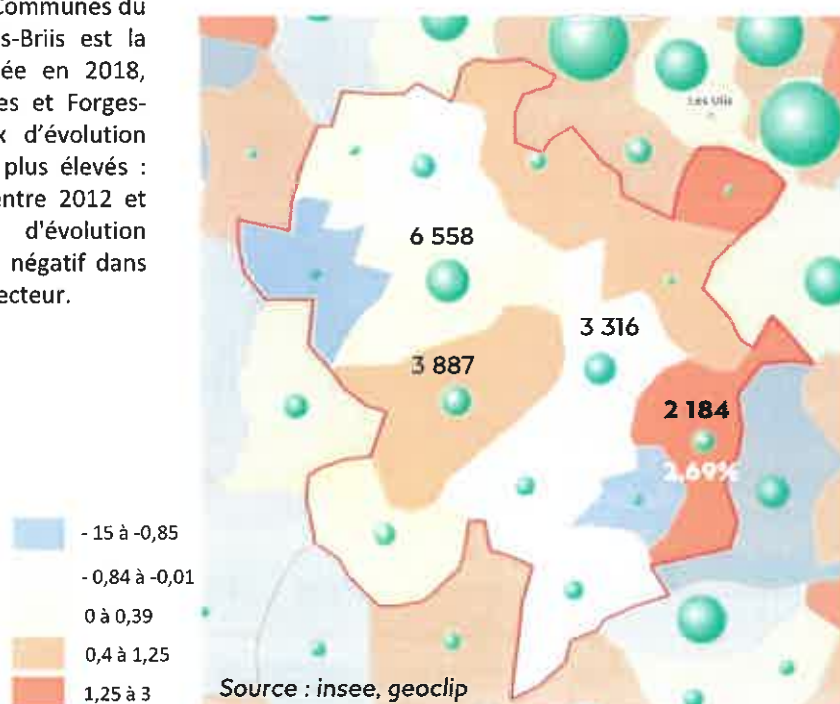 Communes du
s-Briis est la
ée en 2018,
es et Forges-
x d'évolution
plus élevés :
entre 2012 et
d'évolution
négatif dans
ecteur.
Les Ulis
6 558
3 316
3 887
2 184
2,69%
- 15 à -0,85
- 0,84 à -0,01
0 à 0,39
0,4 à 1,25
1,25 à 3
Source : insee, geoclip